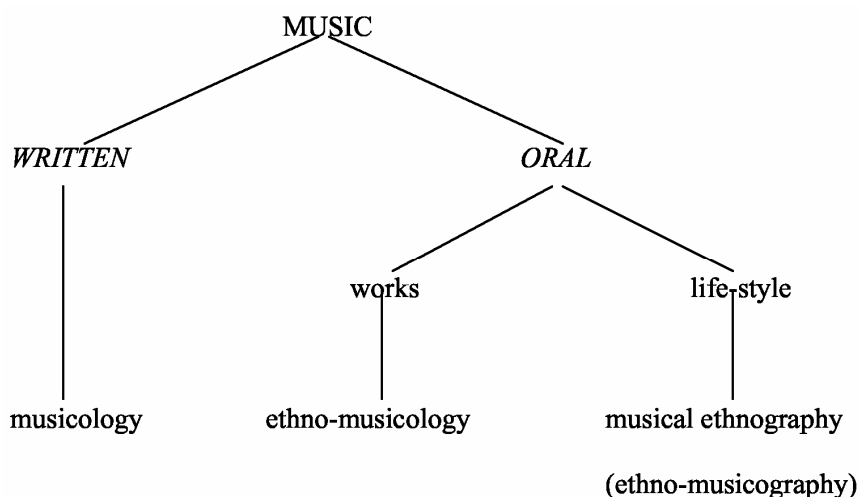 MUSIC
WRITTEN ORAL
works life-style
musicology ethno-musicology musical ethnography
(ethno-musicography)